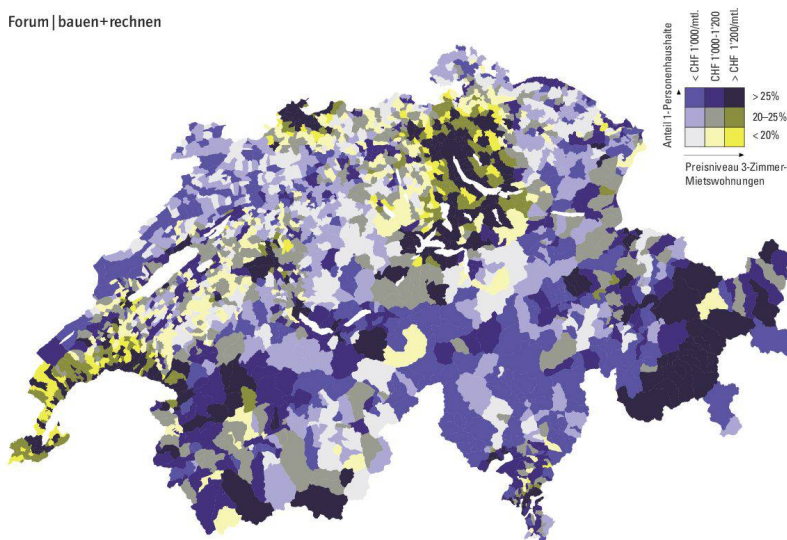 Forum | bauen+rechnen
Anteil 1-Personenhaushalte
< CHF 1'000/mtl.
CHF 1'000-1'200
> CHF 1'200/mtl.
> 25%
20–25%
< 20%
Preisniveau 3-Zimmer-
Mietswohnungen